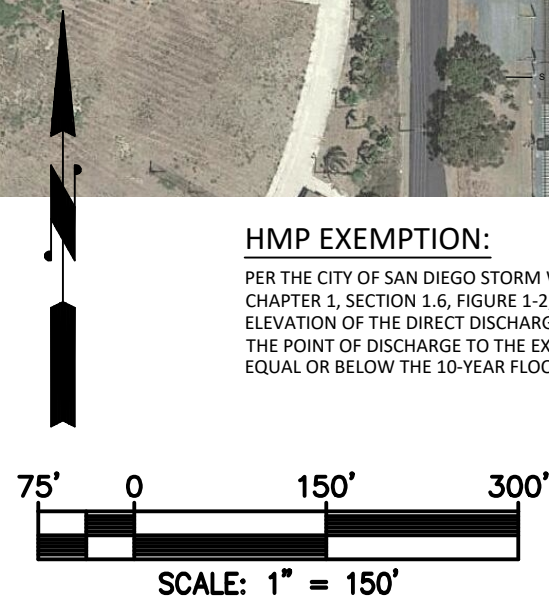 HMP EXEMPTION:
PER THE CITY OF SAN DIEGO STORM
CHAPTER 1, SECTION 1.6, FIGURE 1-2
ELEVATION OF THE DIRECT DISCHARG
THE POINT OF DISCHARGE TO THE EX
EQUAL OR BELOW THE 10-YEAR FLOO
75' 0 150' 300'
SCALE: 1" = 150'